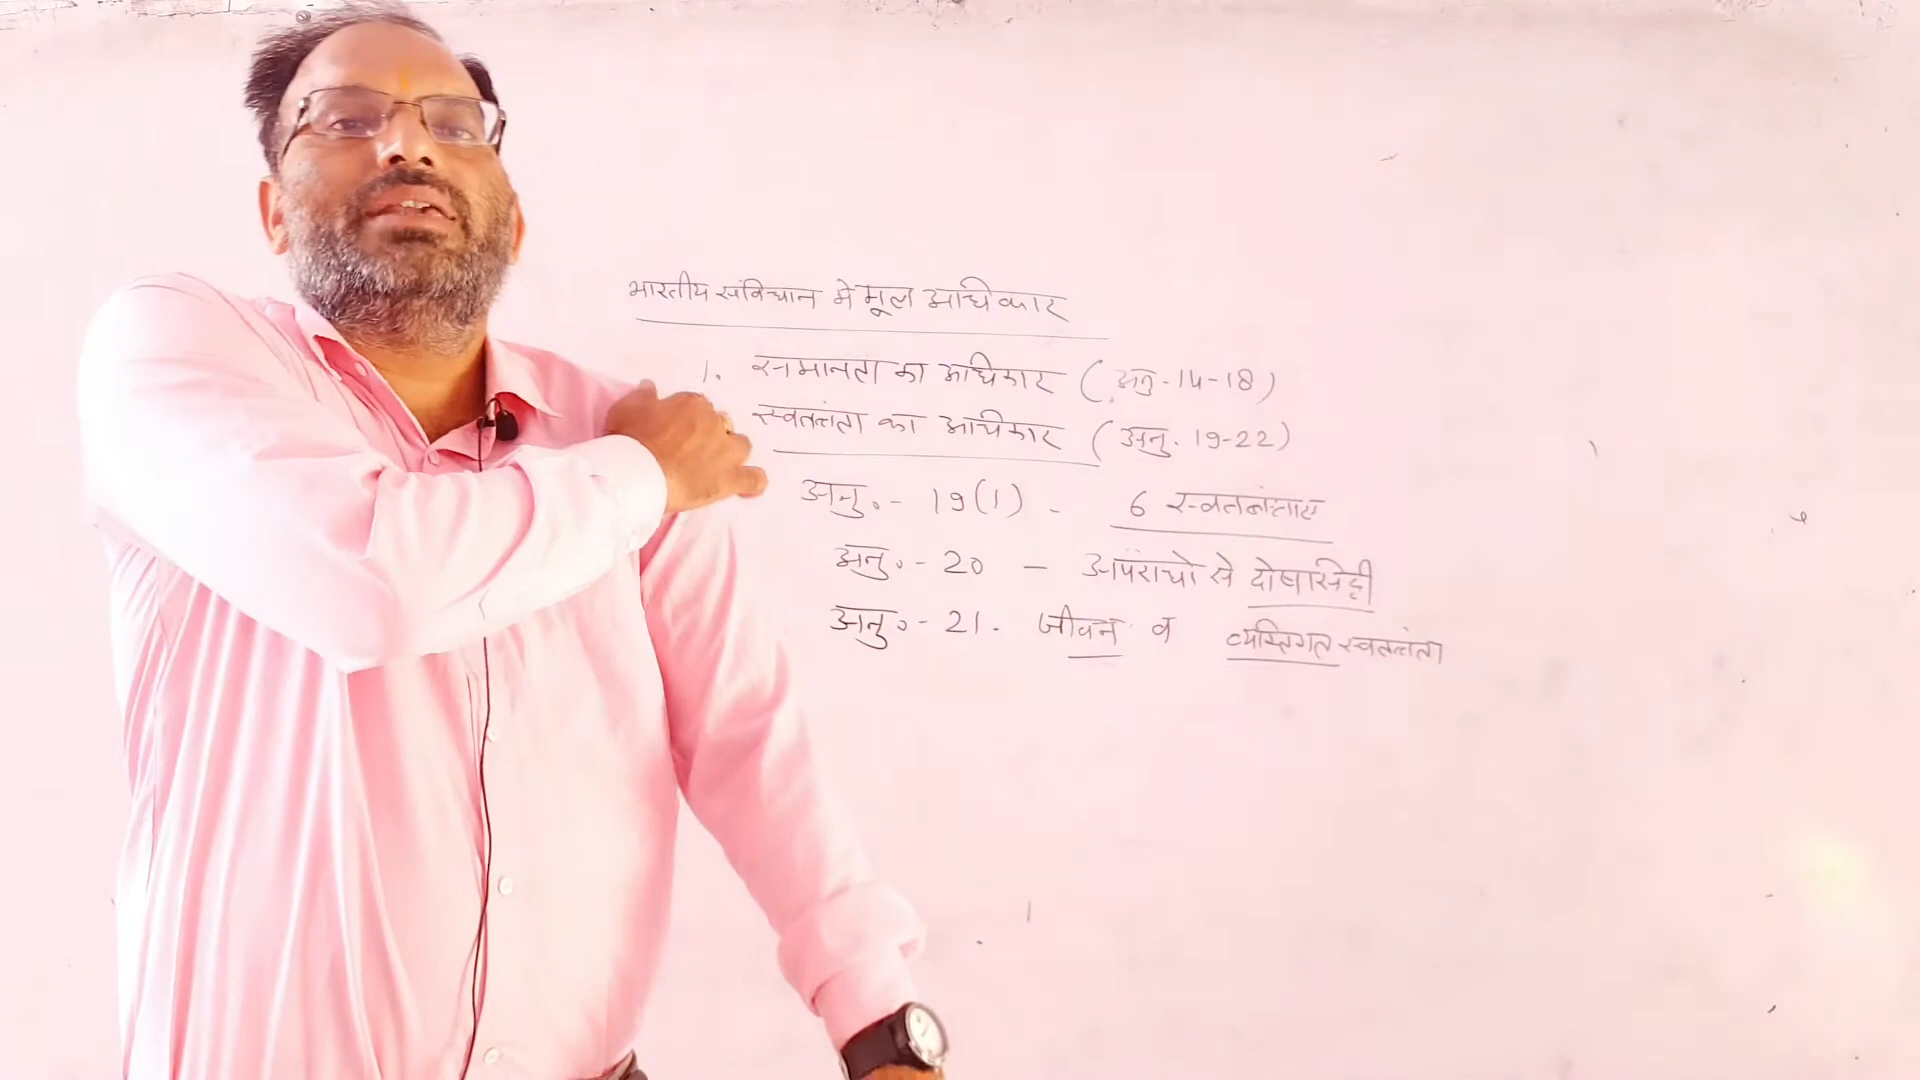 भारतीय संविधान में मूल अधिकार
1. समानता का अधिकार (अनु-14-18)
स्वतंत्रता का अधिकार (अनु. 19-22)
अनु.- 19(1) - 6 स्वतंत्रताएं
अनु.- 20 - अपराधो से दोषसिद्दी
अनु.- 21. जीवन व व्यक्तिगत स्वतंत्रता